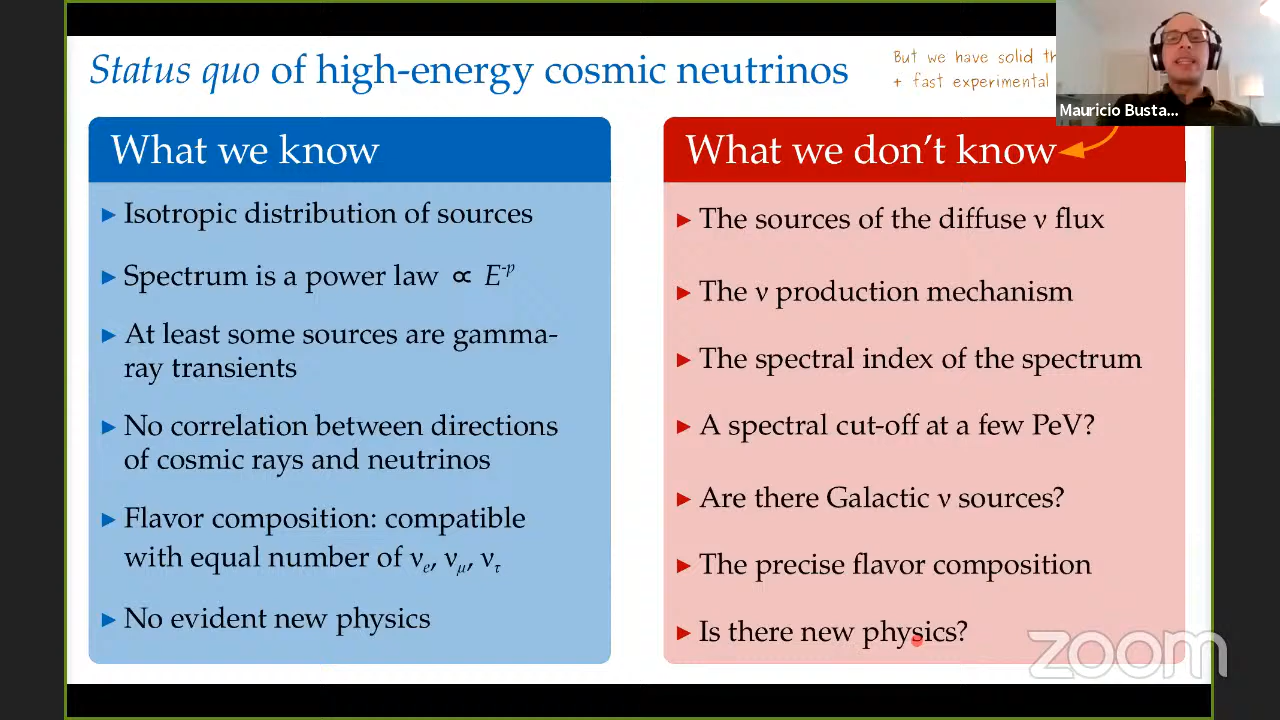 Status quo of high-energy cosmic neutrinos
But we have solid
+ fast experimental
Mauricio Busta...
What we know
▸ Isotropic distribution of sources
▸ Spectrum is a power law ∝ E⁻ᵖ
▸ At least some sources are gamma-
ray transients
▸ No correlation between directions
of cosmic rays and neutrinos
▸ Flavor composition: compatible
with equal number of νₑ, ν_μ, ν_τ
▸ No evident new physics
What we don't know
▸ The sources of the diffuse ν flux
▸ The ν production mechanism
▸ The spectral index of the spectrum
▸ A spectral cut-off at a few PeV?
▸ Are there Galactic ν sources?
▸ The precise flavor composition
▸ Is there new physics?
zoom